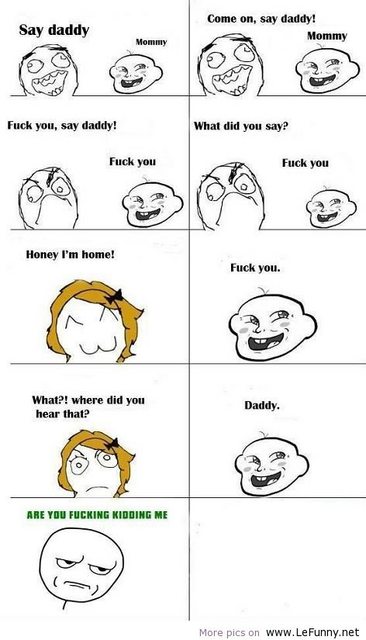 Say daddy
Mommy
Come on, say daddy!
Mommy
Fuck you, say daddy!
Fuck you
What did you say?
Fuck you
Honey I'm home!
Fuck you.
What?! where did you
hear that?
Daddy.
ARE YOU FUCKING KIDDING ME
More pics on www.LeFunny.net